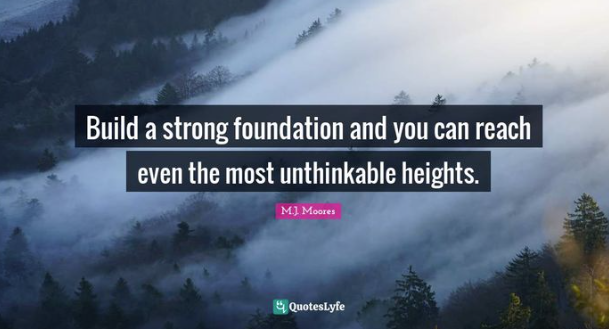 Build a strong foundation and you can reach
even the most unthinkable heights.
M.J. Moores
QuotesLyfe